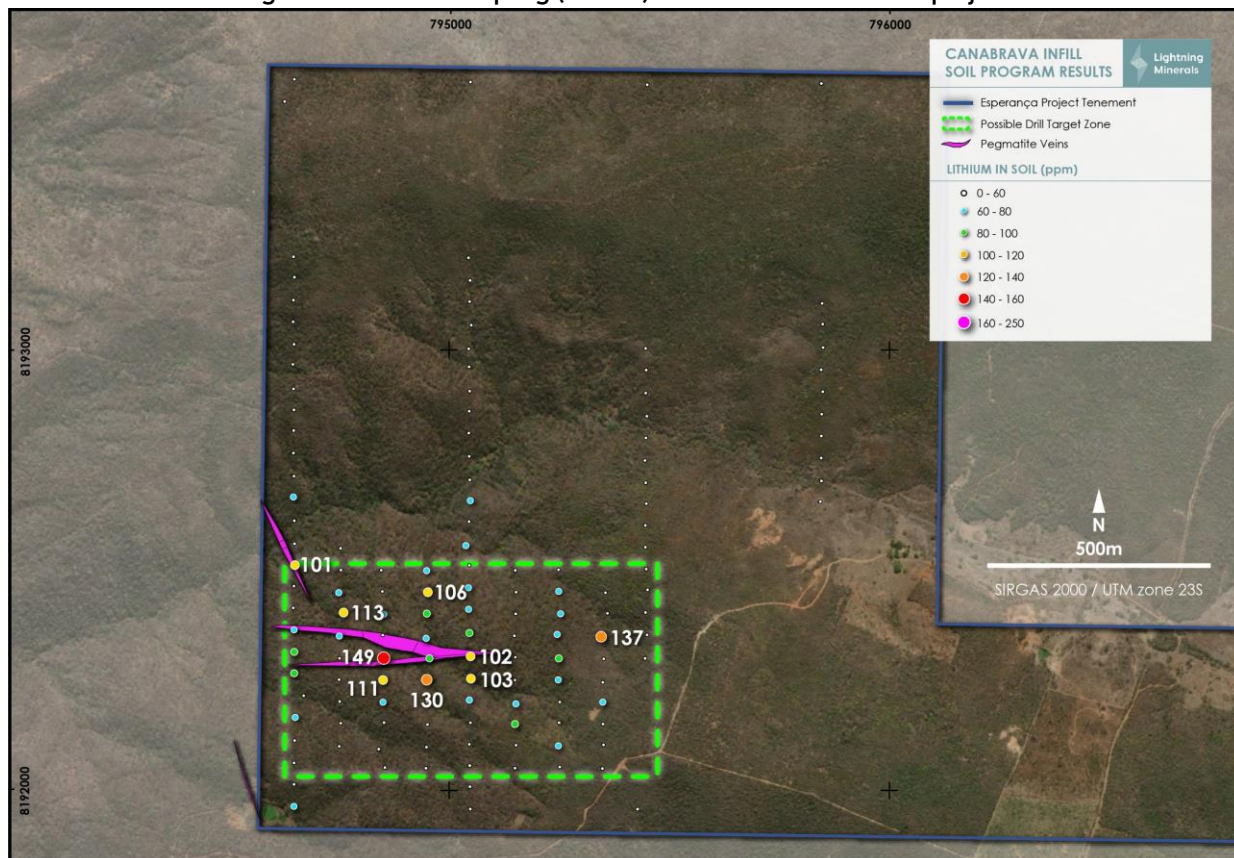 795000
796000
CANABRAVA INFILL
SOIL PROGRAM RESULTS
Lightning
Minerals
Esperança Project Tenement
Possible Drill Target Zone
Pegmatite Veins
LITHIUM IN SOIL (ppm)
0 - 60
60 - 80
80 - 100
100 - 120
120 - 140
140 - 160
160 - 250
8193000
N
500m
SIRGAS 2000 / UTM zone 23S
101
106
113
137
149
102
111
130
103
8192000